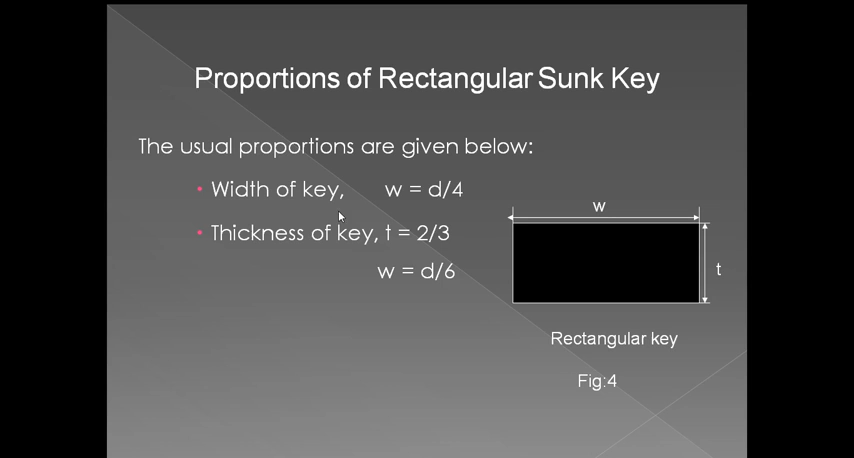 Proportions of Rectangular Sunk Key
The usual proportions are given below:
• Width of key, w = d/4
• Thickness of key, t = 2/3
w = d/6
w
t
Rectangular key
Fig:4